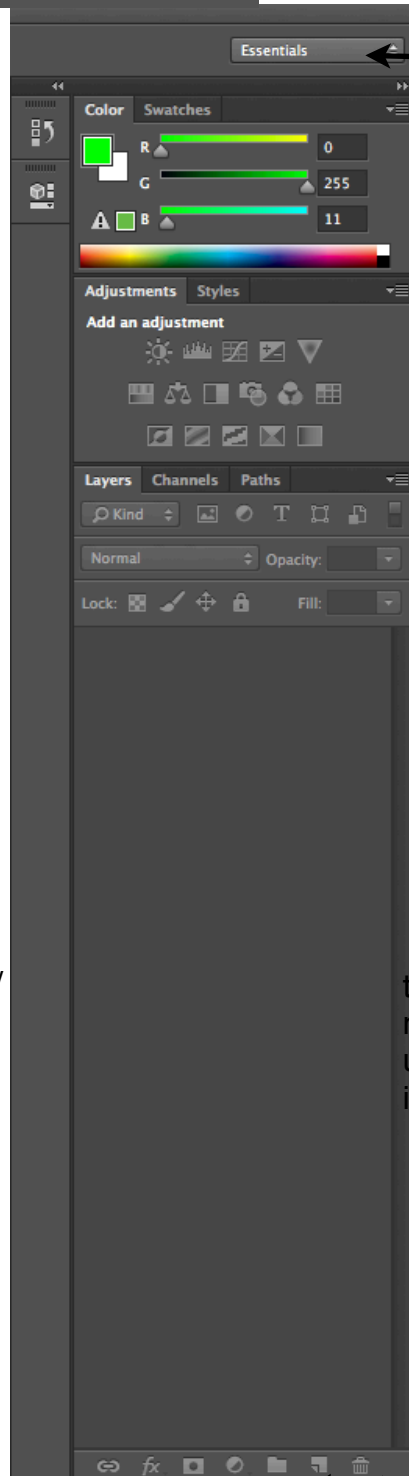 Essentials
Color Swatches
R 0
G 255
B 11
Adjustments Styles
Add an adjustment
Layers Channels Paths
Kind T
Normal Opacity:
Lock: Fill:
fx